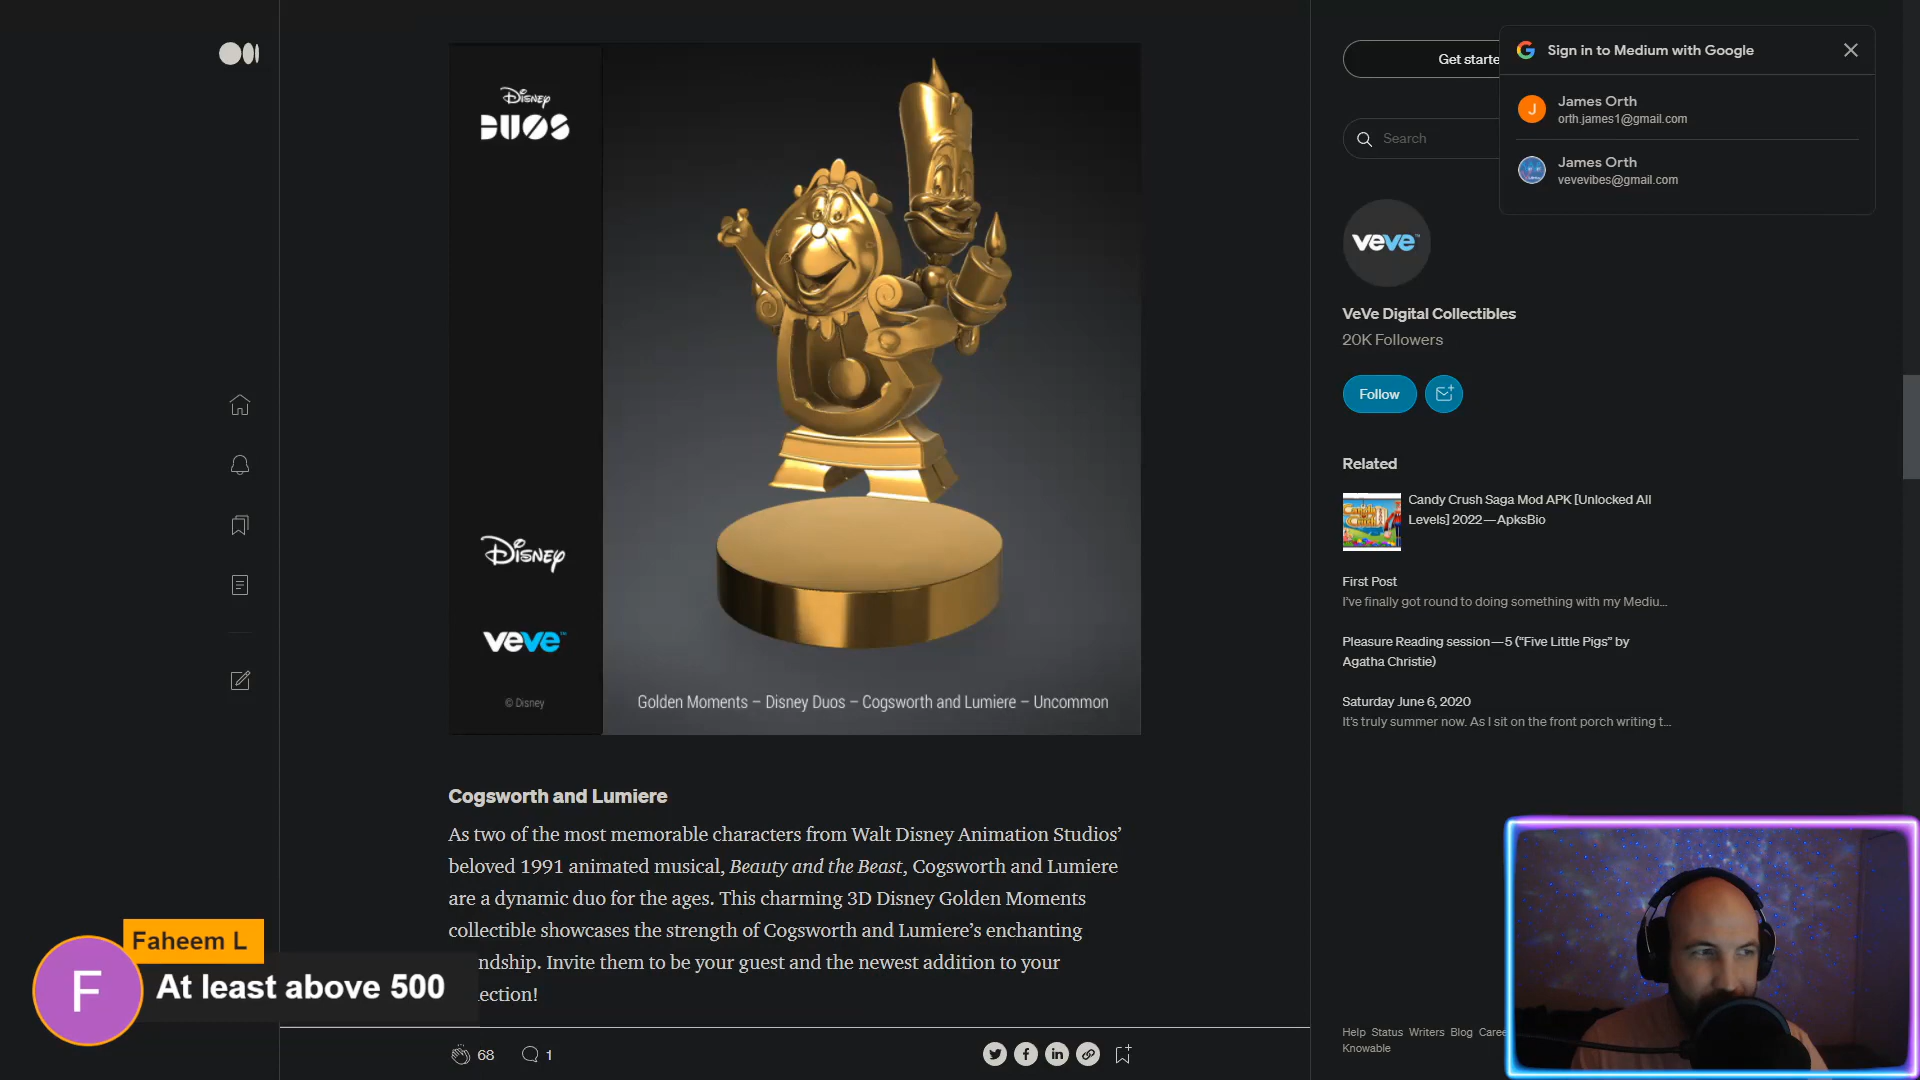 Disney
DUOS
Disney
veve™
© Disney
Golden Moments – Disney Duos – Cogsworth and Lumiere – Uncommon
Cogsworth and Lumiere
As two of the most memorable characters from Walt Disney Animation Studios’
beloved 1991 animated musical, Beauty and the Beast, Cogsworth and Lumiere
are a dynamic duo for the ages. This charming 3D Disney Golden Moments
collectible showcases the strength of Cogsworth and Lumiere’s enchanting
ndship. Invite them to be your guest and the newest addition to your
ection!
68
1
Faheem L
F
At least above 500
Get starte
Search
Sign in to Medium with Google
J
James Orth
orth.james1@gmail.com
James Orth
vevevibes@gmail.com
veve™
VeVe Digital Collectibles
20K Followers
Follow
Related
Candy Crush Saga Mod APK [Unlocked All
Levels] 2022—ApksBio
First Post
I’ve finally got round to doing something with my Mediu...
Pleasure Reading session—5 (“Five Little Pigs” by
Agatha Christie)
Saturday June 6, 2020
It’s truly summer now. As I sit on the front porch writing t...
Help Status Writers Blog Caree
Knowable